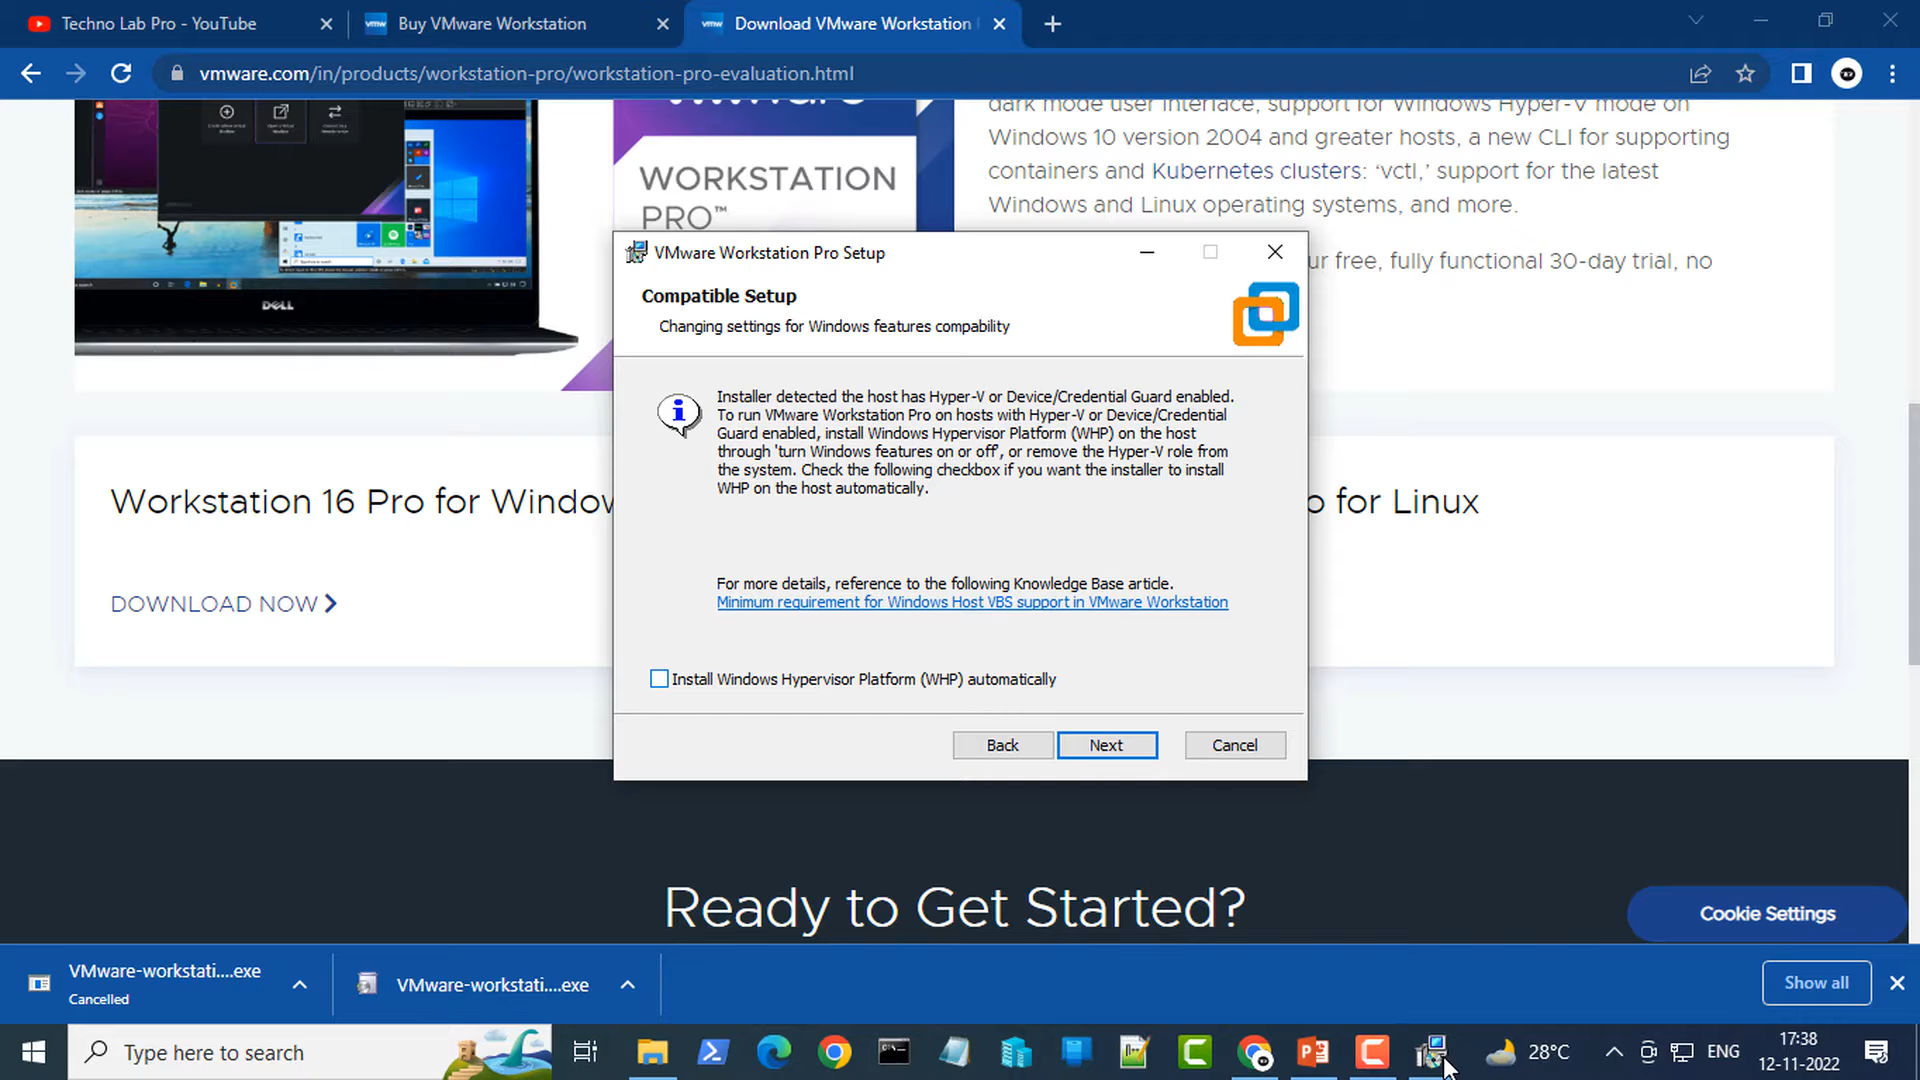 Techno Lab Pro - YouTube
Buy VMware Workstation
Download VMware Workstation
vmware.com/in/products/workstation-pro/workstation-pro-evaluation.html
dark mode user interface, support for Windows Hyper-V mode on
Windows 10 version 2004 and greater hosts, a new CLI for supporting
containers and Kubernetes clusters: ‘vctl,’ support for the latest
Windows and Linux operating systems, and more.
WORKSTATION
PRO™
DELL
ur free, fully functional 30-day trial, no
VMware Workstation Pro Setup
Compatible Setup
Changing settings for Windows features compability
Installer detected the host has Hyper-V or Device/Credential Guard enabled.
To run VMware Workstation Pro on hosts with Hyper-V or Device/Credential
Guard enabled, install Windows Hypervisor Platform (WHP) on the host
through 'turn Windows features on or off', or remove the Hyper-V role from
the system. Check the following checkbox if you want the installer to install
WHP on the host automatically.
For more details, reference to the following Knowledge Base article.
Minimum requirement for Windows Host VBS support in VMware Workstation
Install Windows Hypervisor Platform (WHP) automatically
Back
Next
Cancel
Workstation 16 Pro for Window
o for Linux
DOWNLOAD NOW
Ready to Get Started?
Cookie Settings
VMware-workstati....exe
Cancelled
VMware-workstati....exe
Show all
Type here to search
28°C
ENG
17:38
12-11-2022